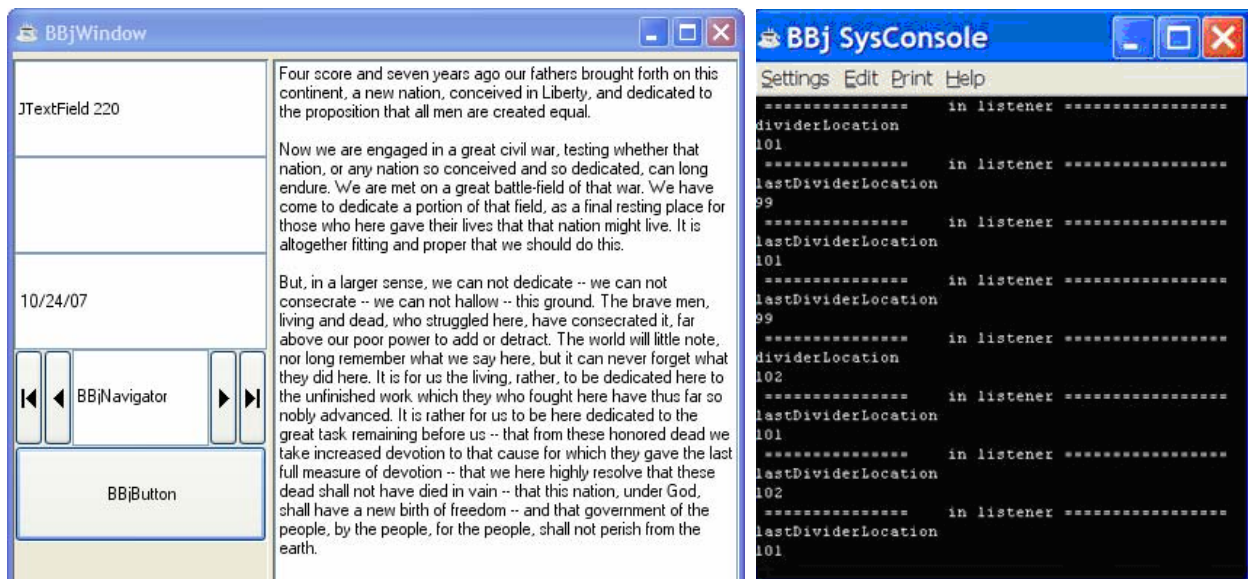 BBjWindow
JTextField 220
10/24/07
BBjNavigator
BBjButton
Four score and seven years ago our fathers brought forth on this
continent, a new nation, conceived in Liberty, and dedicated to
the proposition that all men are created equal.
Now we are engaged in a great civil war, testing whether that
nation, or any nation so conceived and so dedicated, can long
endure. We are met on a great battle-field of that war. We have
come to dedicate a portion of that field, as a final resting place for
those who here gave their lives that that nation might live. It is
altogether fitting and proper that we should do this.
But, in a larger sense, we can not dedicate -- we can not
consecrate -- we can not hallow -- this ground. The brave men,
living and dead, who struggled here, have consecrated it, far
above our poor power to add or detract. The world will little note,
nor long remember what we say here, but it can never forget what
they did here. It is for us the living, rather, to be dedicated here to
the unfinished work which they who fought here have thus far so
nobly advanced. It is rather for us to be here dedicated to the
great task remaining before us -- that from these honored dead we
take increased devotion to that cause for which they gave the last
full measure of devotion -- that we here highly resolve that these
dead shall not have died in vain -- that this nation, under God,
shall have a new birth of freedom -- and that government of the
people, by the people, for the people, shall not perish from the
earth.
BBj SysConsole
Settings Edit Print Help
=============== in listener =================
dividerLocation
101
=============== in listener =================
lastDividerLocation
99
=============== in listener =================
lastDividerLocation
101
=============== in listener =================
lastDividerLocation
99
=============== in listener =================
dividerLocation
102
=============== in listener =================
lastDividerLocation
101
=============== in listener =================
lastDividerLocation
102
=============== in listener =================
lastDividerLocation
101